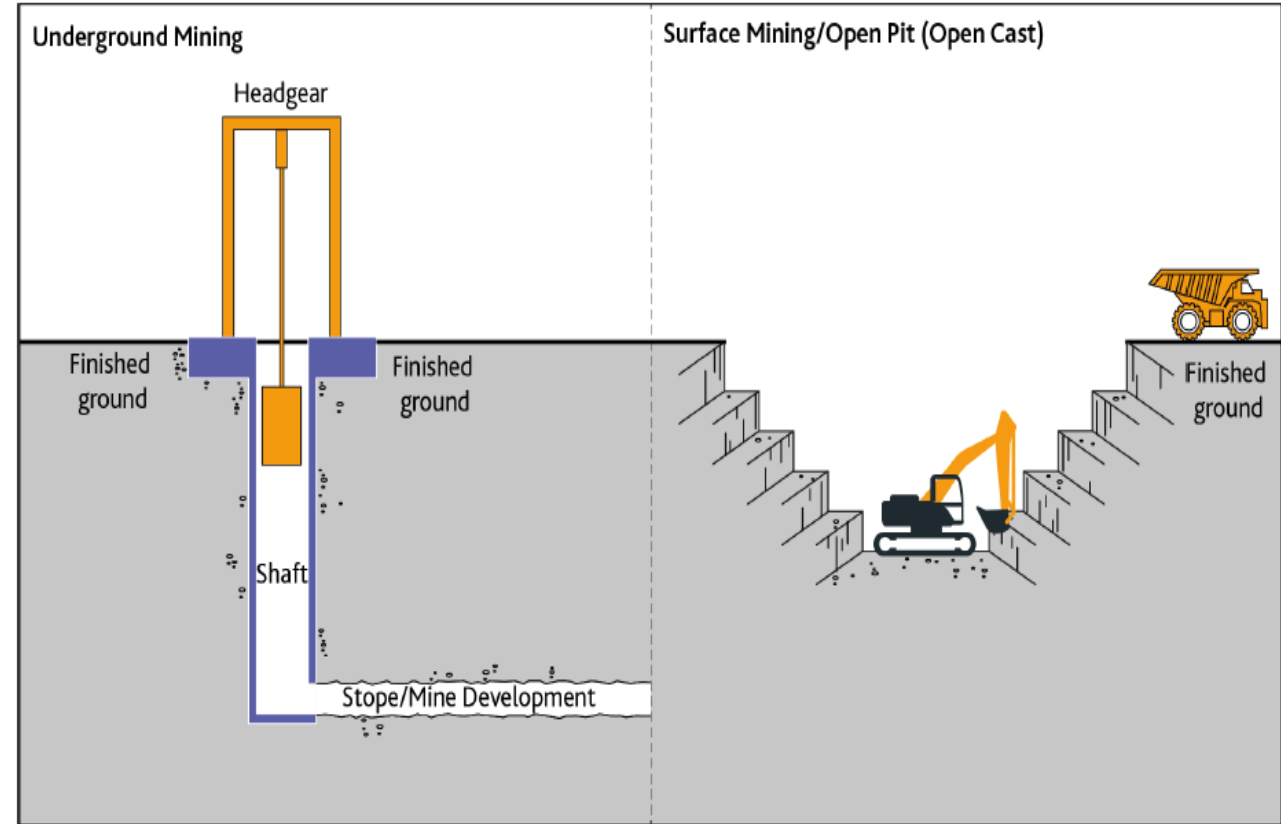 Underground Mining
Headgear
Finished
ground
Finished
ground
Shaft
Stope/Mine Development
Surface Mining/Open Pit (Open Cast)
Finished
ground